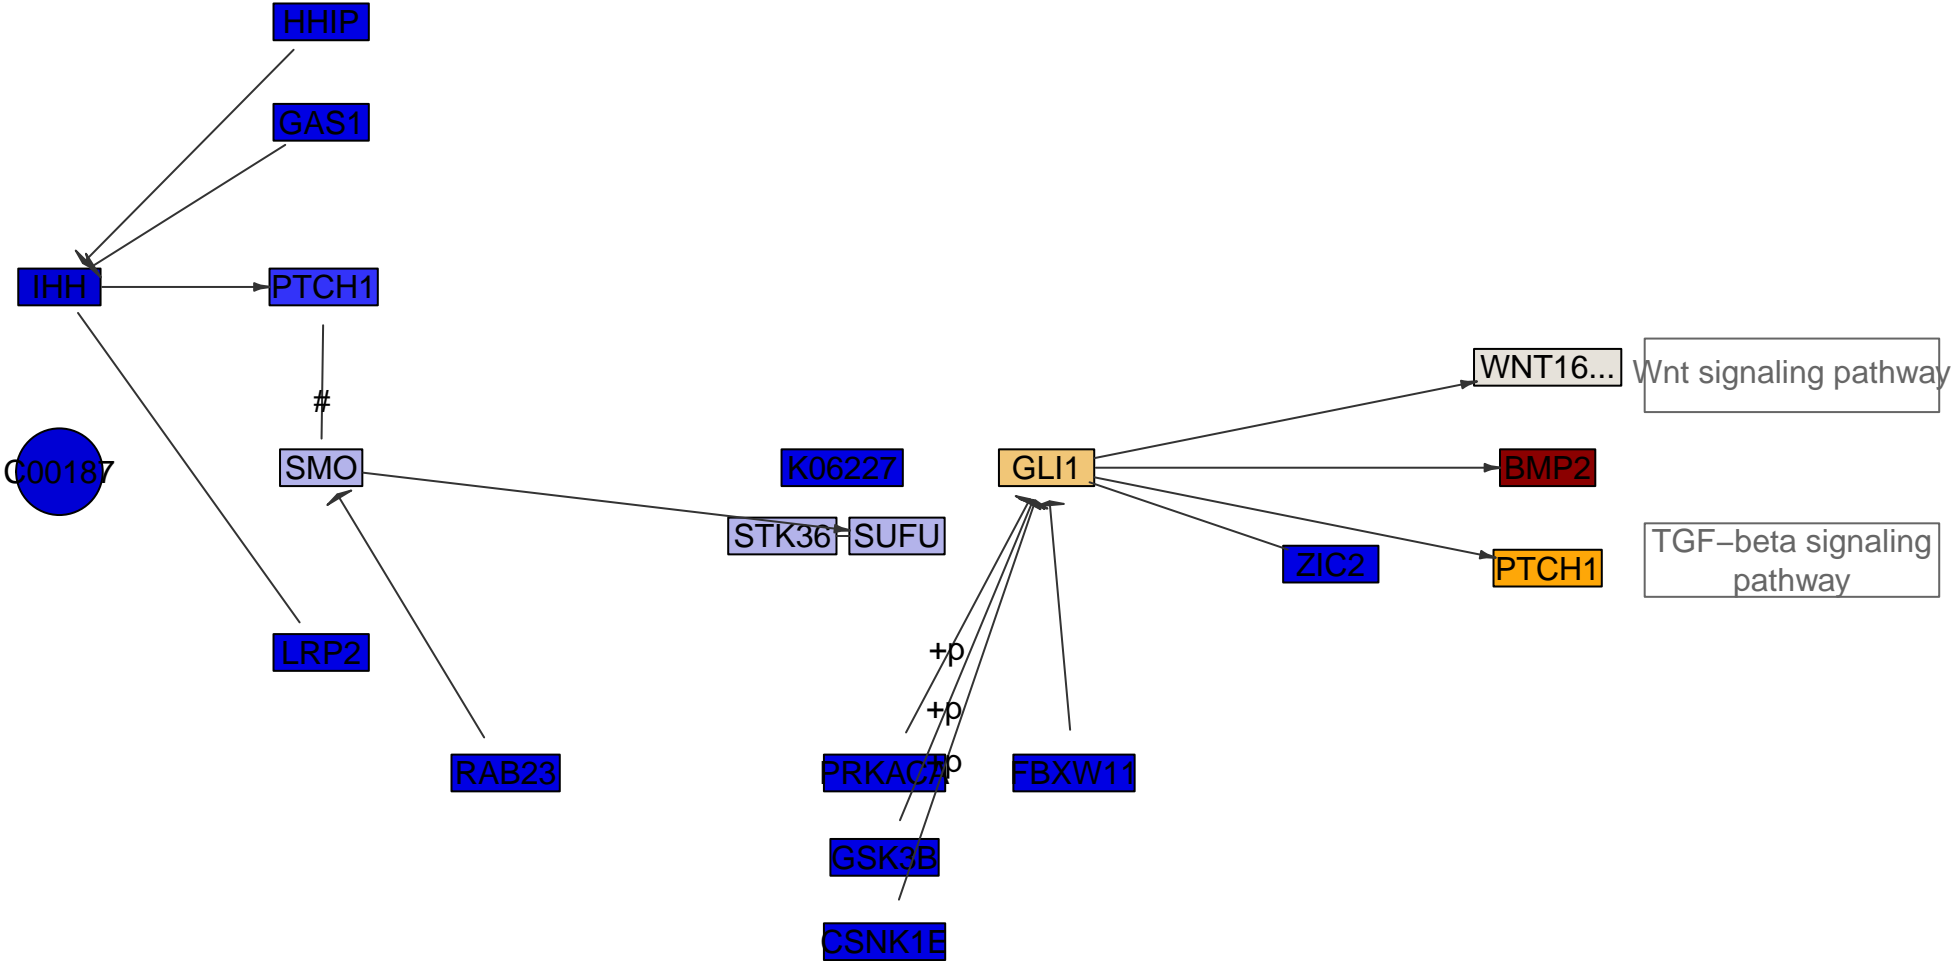 HHIP
GAS1
IHH
PTCH1
WNT16...
Wnt signaling pathway
#
C00187
SMO
K06227
GLI1
BMP2
STK36
SUFU
ZIC2
PTCH1
TGF−beta signaling
pathway
LRP2
+p
+p
+p
RAB23
PRKACA
FBXW11
GSK3B
CSNK1E